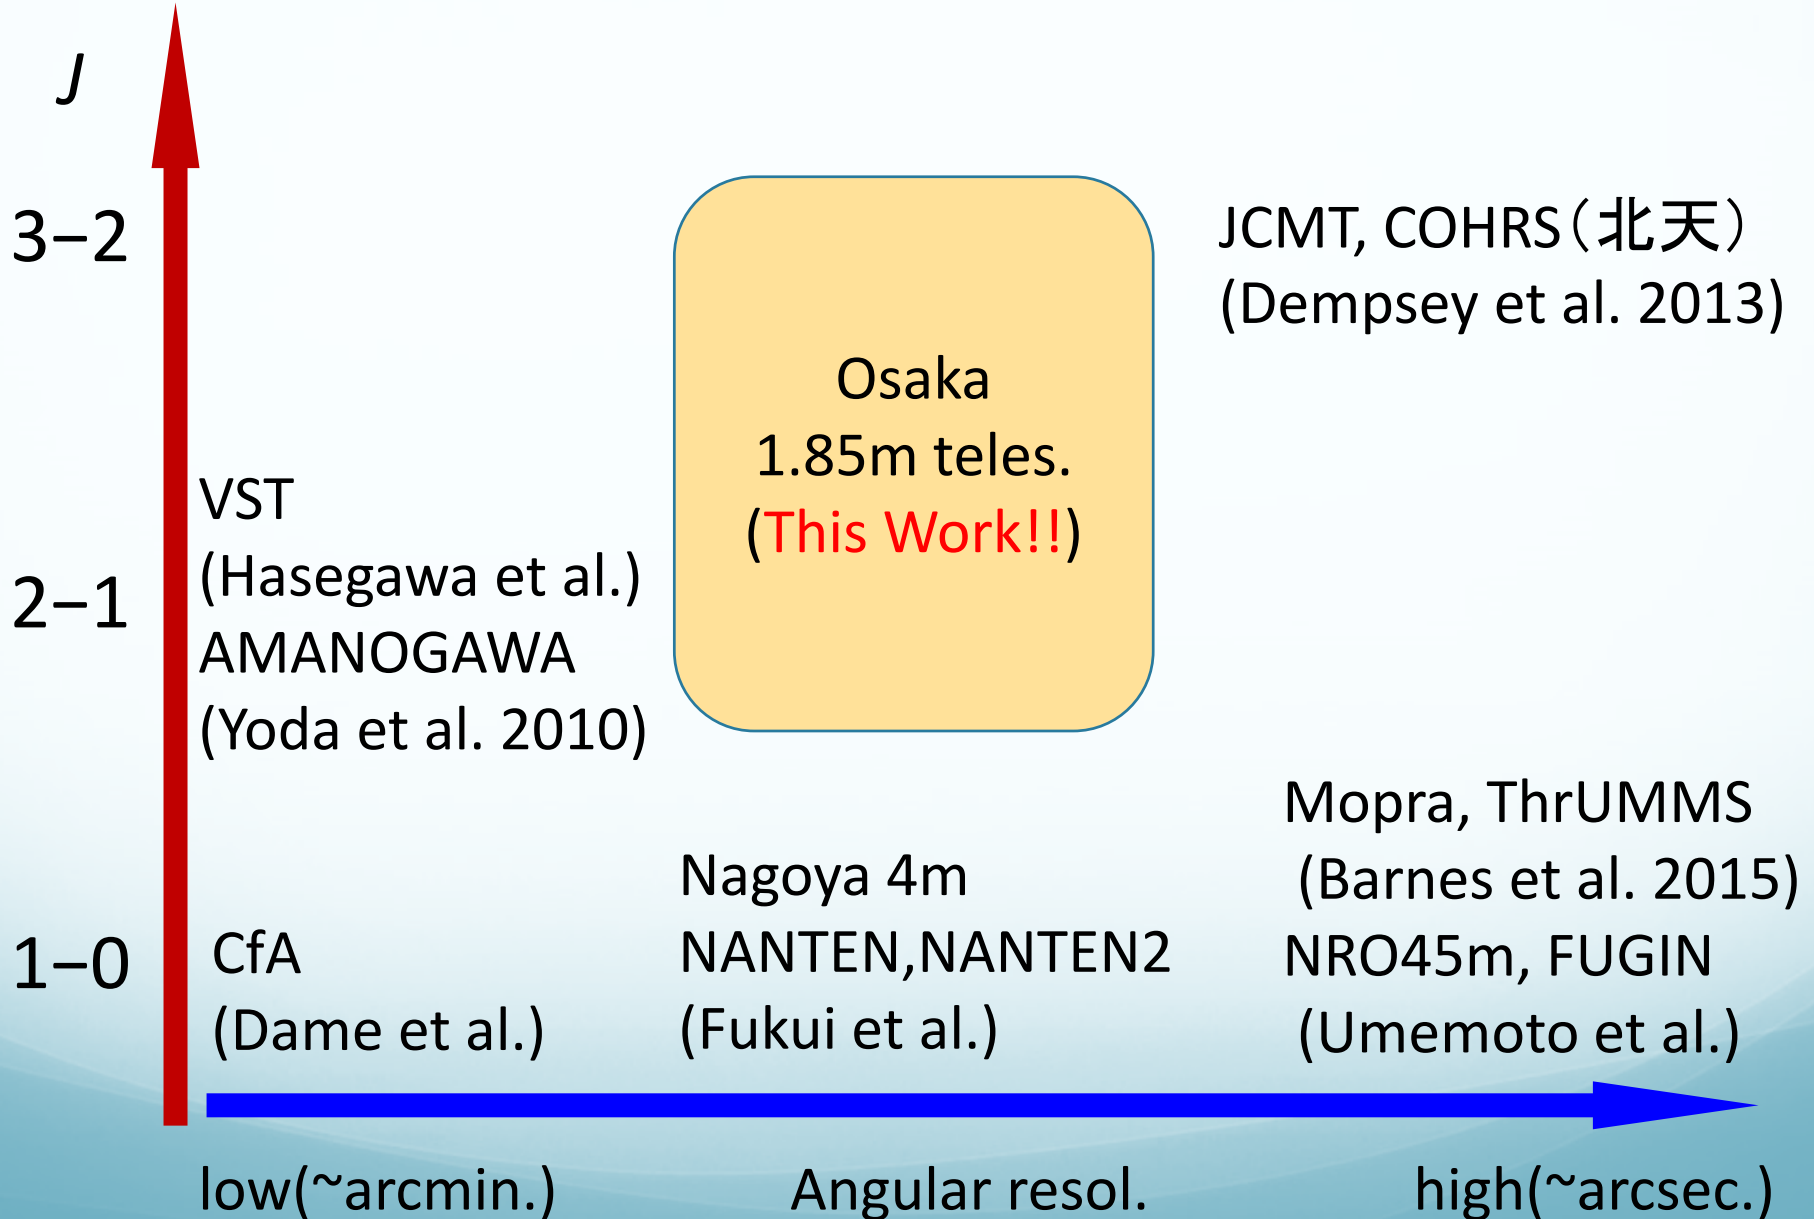 J
3−2
2−1
1−0
JCMT, COHRS（北天）
(Dempsey et al. 2013)
Osaka
1.85m teles.
(This Work!!)
VST
(Hasegawa et al.)
AMANOGAWA
(Yoda et al. 2010)
Mopra, ThrUMMS
(Barnes et al. 2015)
NRO45m, FUGIN
(Umemoto et al.)
Nagoya 4m
NANTEN,NANTEN2
(Fukui et al.)
CfA
(Dame et al.)
low(~arcmin.)
Angular resol.
high(~arcsec.)